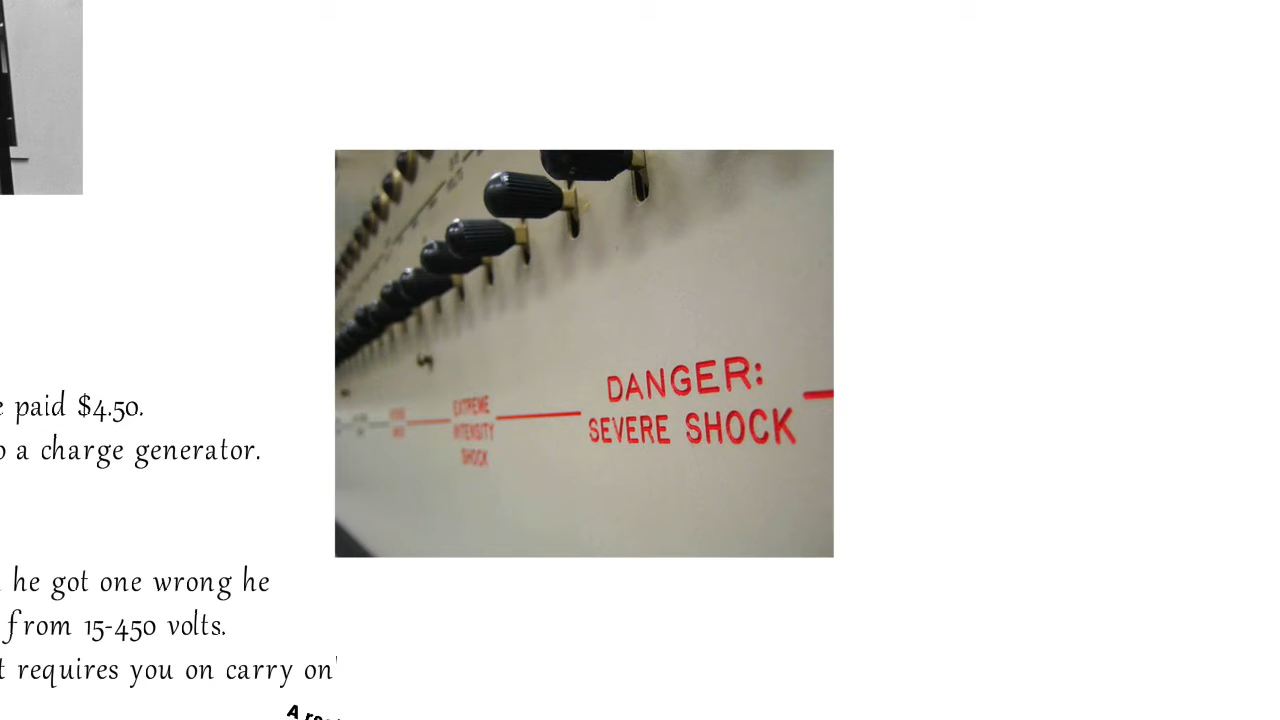 e paid $4.50.
o a charge generator.
he got one wrong he
from 15-450 volts.
t requires you on carry on'
VOLTS
DANGER:
SEVERE SHOCK
EXTREME
INTENSITY
SHOCK
A